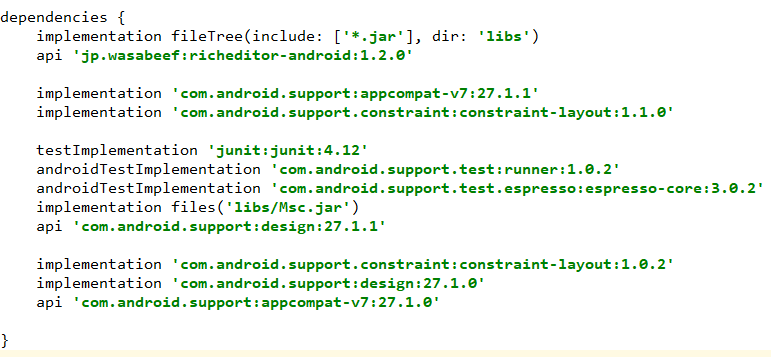 dependencies {
    implementation fileTree(include: ['*.jar'], dir: 'libs')
    api 'jp.wasabeef:richeditor-android:1.2.0'
    implementation 'com.android.support:appcompat-v7:27.1.1'
    implementation 'com.android.support.constraint:constraint-layout:1.1.0'
    testImplementation 'junit:junit:4.12'
    androidTestImplementation 'com.android.support.test:runner:1.0.2'
    androidTestImplementation 'com.android.support.test.espresso:espresso-core:3.0.2'
    implementation files('libs/Msc.jar')
    api 'com.android.support:design:27.1.1'
    implementation 'com.android.support.constraint:constraint-layout:1.0.2'
    implementation 'com.android.support:design:27.1.0'
    api 'com.android.support:appcompat-v7:27.1.0'
}